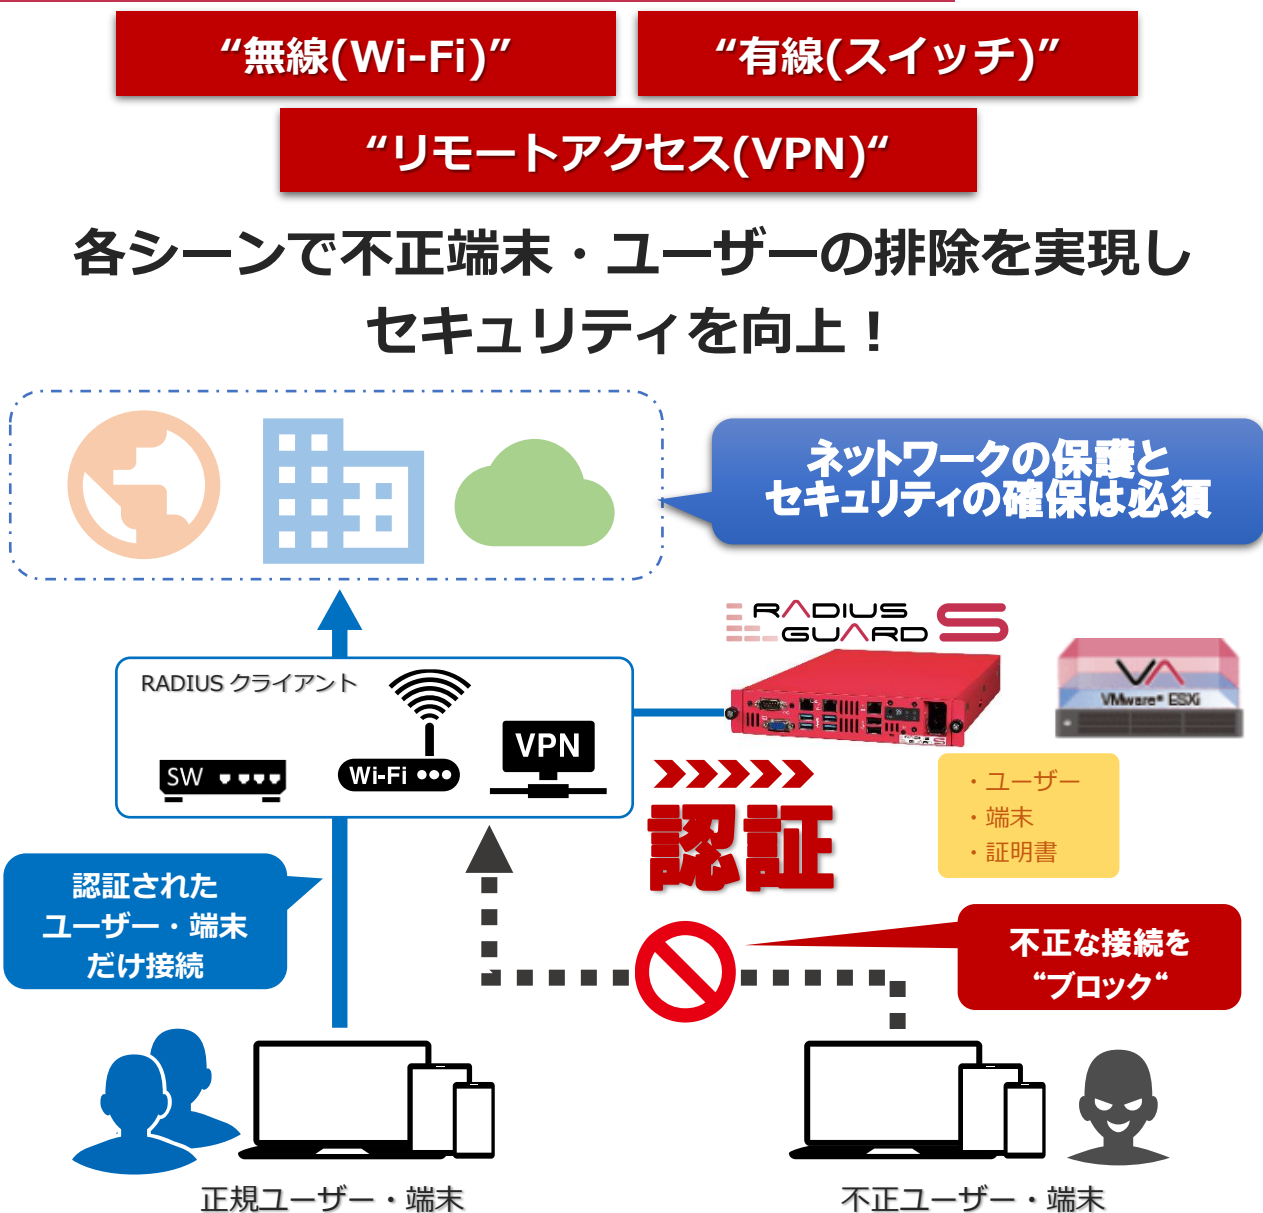 “無線(Wi-Fi)”
“有線(スイッチ)”
“リモートアクセス(VPN)“
各シーンで不正端末・ユーザーの排除を実現し
セキュリティを向上！
ネットワークの保護と
セキュリティの確保は必須
RADIUS GUARD S
RADIUS クライアント
SW
Wi-Fi
VPN
VA
VMware® ESXi
認証
・ユーザー
・端末
・証明書
認証された
ユーザー・端末
だけ接続
不正な接続を
“ブロック“
正規ユーザー・端末
不正ユーザー・端末